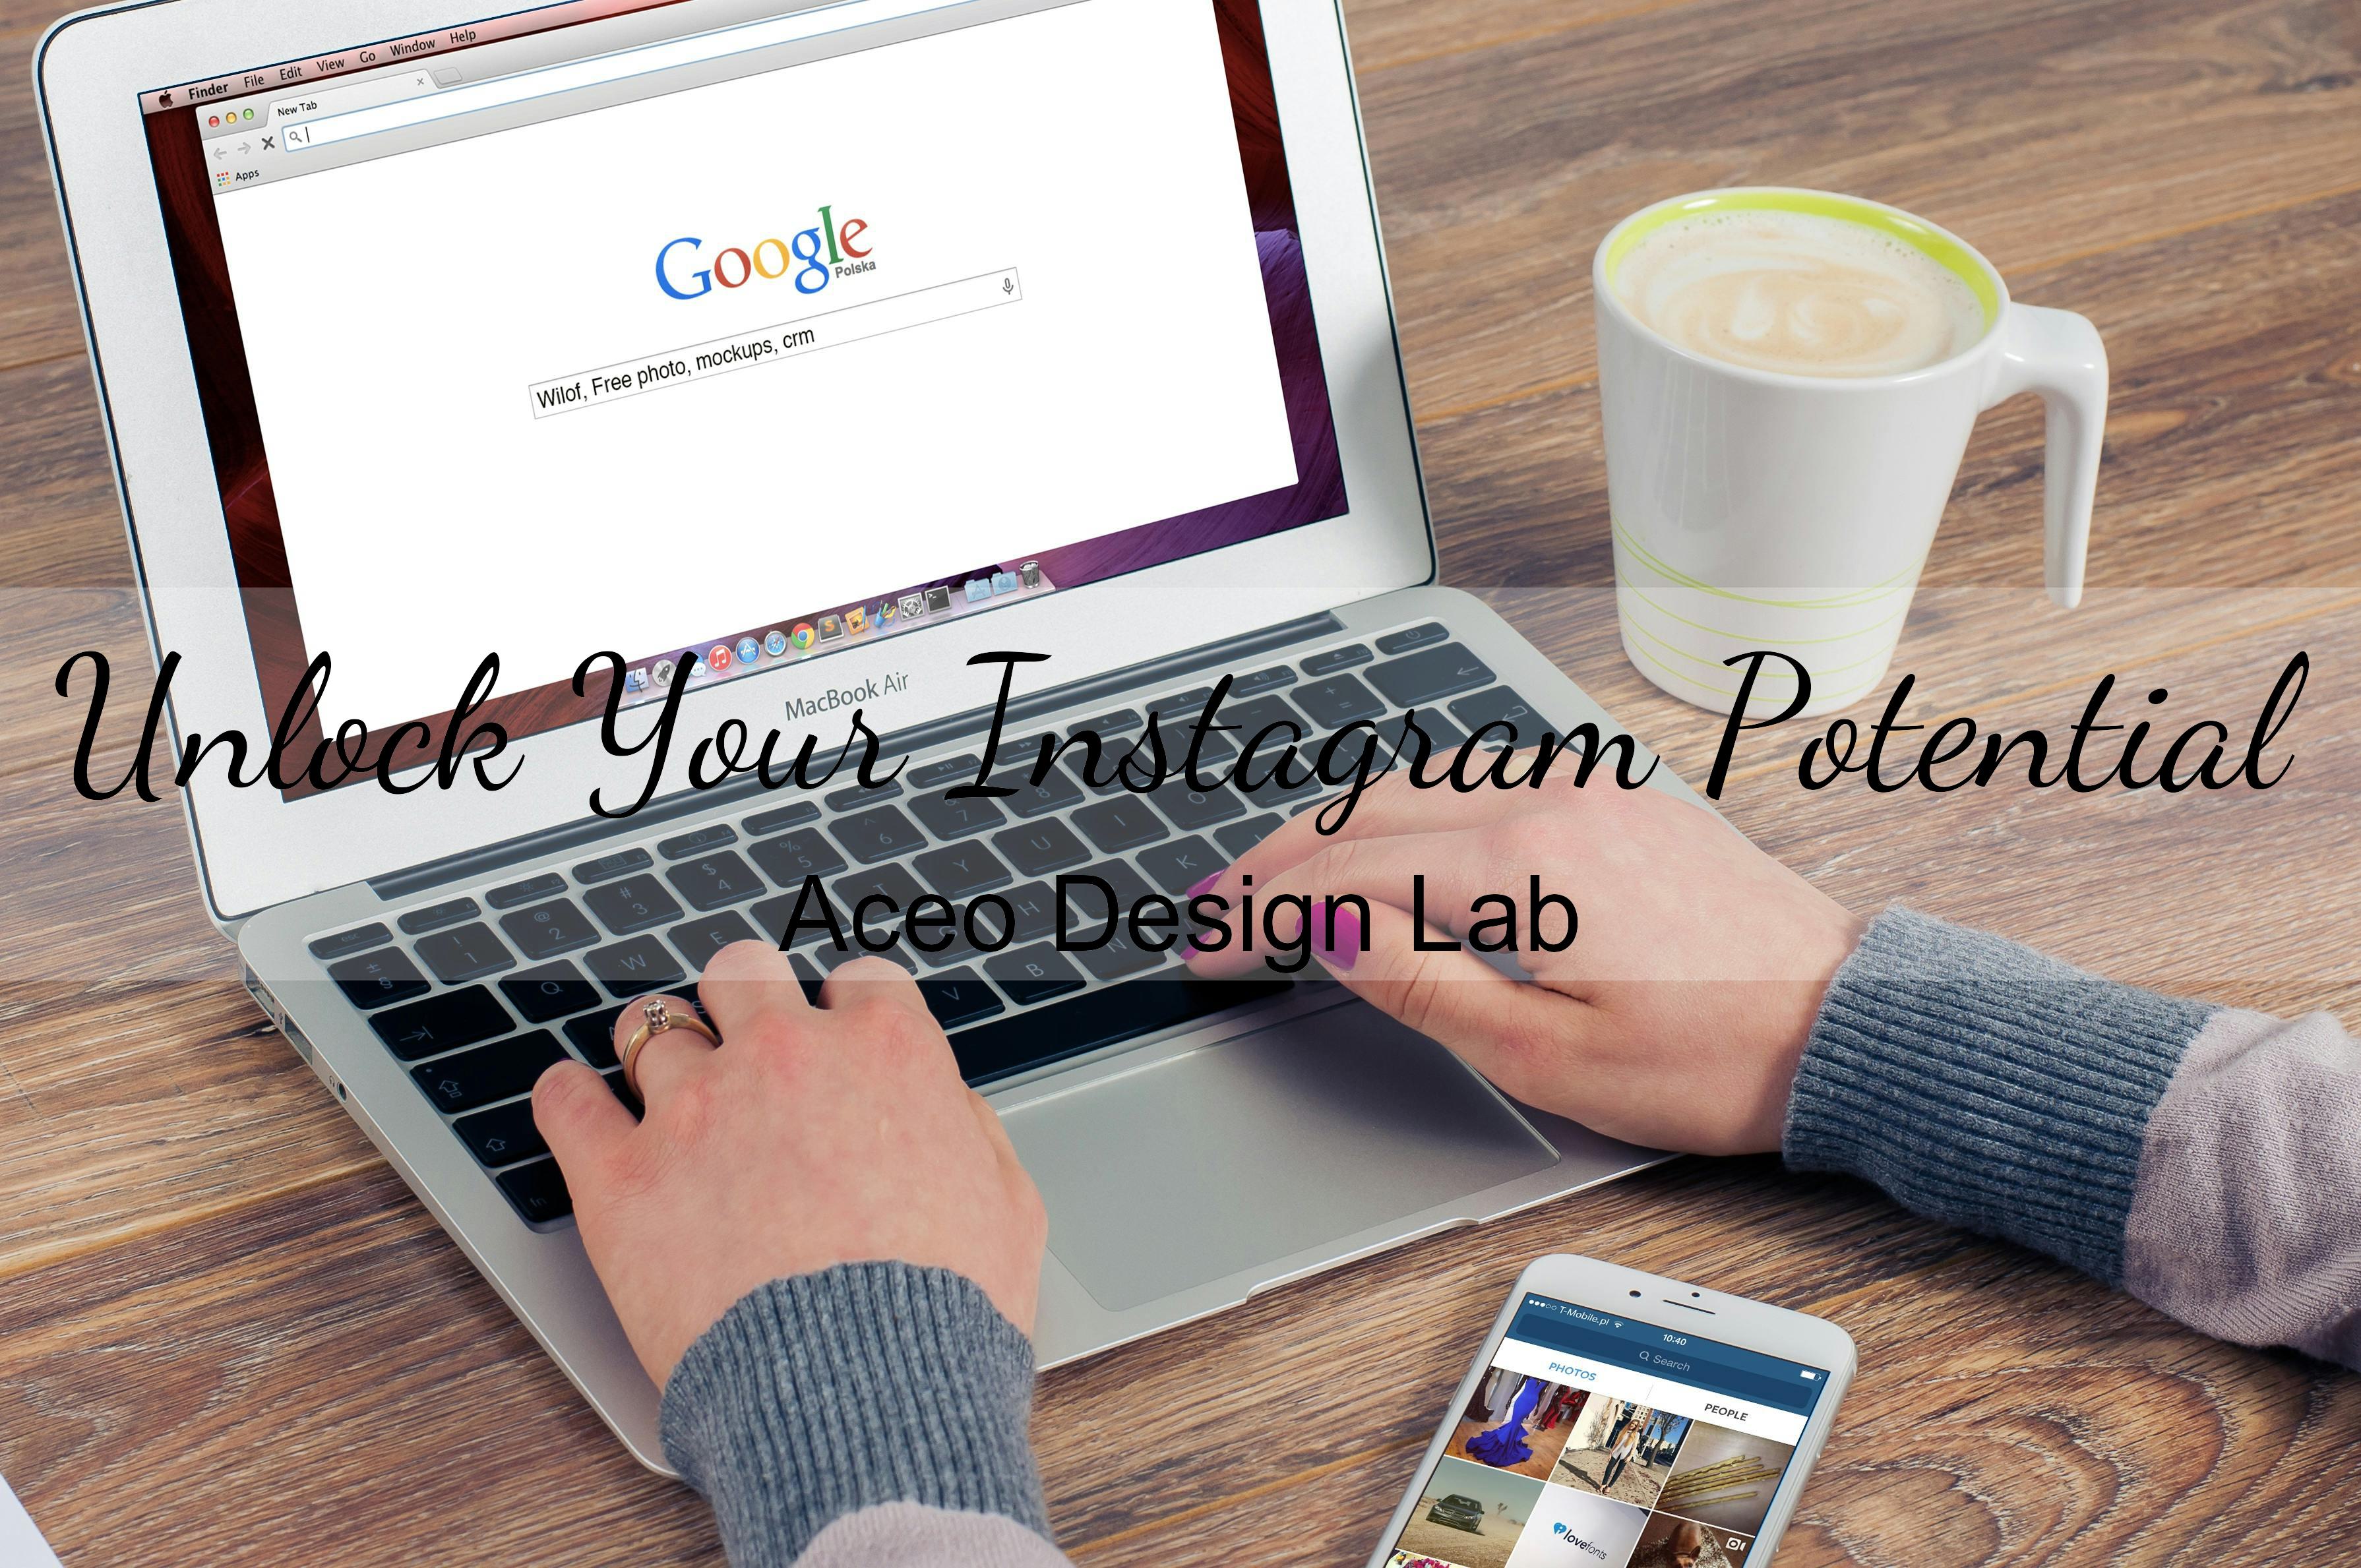 Finder File Edit View Go Window Help
New Tab
Apps
Google
Polska
Wilof, Free photo, mockups, crm
MacBook Air
Unlock Your Instagram Potential
Aceo Design Lab
T-Mobile.pl
10:40
Search
PHOTOS
PEOPLE
lovefonts